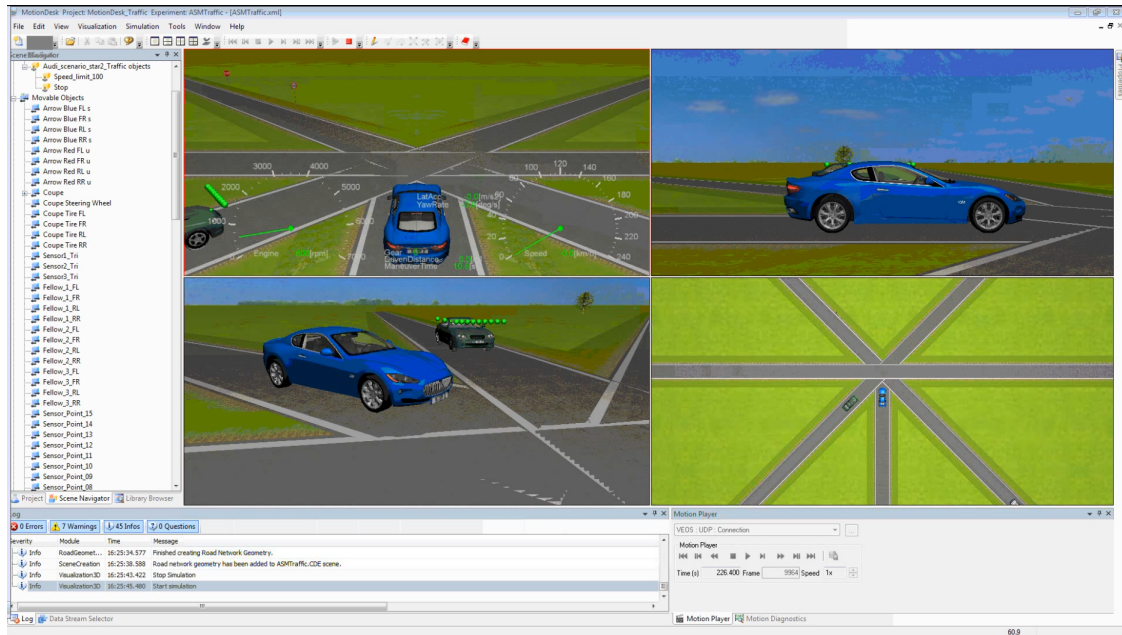 MotionDesk Project: MotionDesk_Traffic Experiment: ASMTraffic - [ASMTraffic.xml]
File Edit View Visualization Simulation Tools Window Help
Scene Navigator
Audi_scenario_star2_Traffic objects
Speed_limit_100
Stop
Movable Objects
Arrow Blue FL s
Arrow Blue FR s
Arrow Blue RL s
Arrow Blue RR s
Arrow Red FL u
Arrow Red FR u
Arrow Red RL u
Arrow Red RR u
Coupe
Coupe Steering Wheel
Coupe Tire FL
Coupe Tire FR
Coupe Tire RL
Coupe Tire RR
Sensor1_Tri
Sensor2_Tri
Sensor3_Tri
Fellow_1_FL
Fellow_1_FR
Fellow_1_RL
Fellow_1_RR
Fellow_2_FL
Fellow_2_FR
Fellow_2_RL
Fellow_2_RR
Fellow_3_FL
Fellow_3_FR
Fellow_3_RL
Fellow_3_RR
Sensor_Point_15
Sensor_Point_14
Sensor_Point_13
Sensor_Point_12
Sensor_Point_11
Sensor_Point_10
Sensor_Point_09
Sensor_Point_08
Project Scene Navigator Library Browser
3000 4000
2000 5000
1000 6000
0 7000
Engine [rpm]
LatAcc [m/s²]
YawRate [deg/s]
Gear
DrivenDistance
ManeuverTime
100 120 140
160
180
40 200
20 220
0 Speed [km/h] 240
Properties
Log
0 Errors 7 Warnings 45 Infos 0 Questions
Severity Module Time Message
Info RoadGeomet... 16:25:34.577 Finished creating Road Network Geometry.
Info SceneCreation 16:25:38.588 Road network geometry has been added to ASMTraffic.CDE scene.
Info Visualization3D 16:25:43.422 Stop Simulation
Info Visualization3D 16:25:45.480 Start simulation
Log Data Stream Selector
Motion Player
VEOS : UDP : Connection
...
Motion Player
Time (s) 226.400 Frame 9964 Speed 1x
Motion Player Motion Diagnostics
60.9